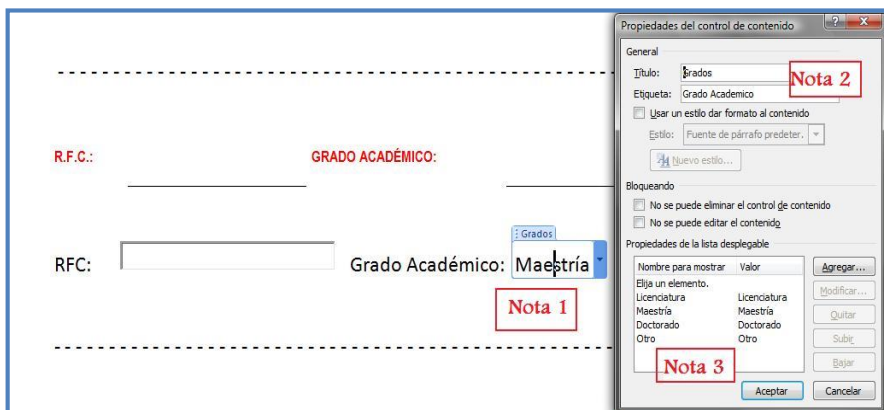 R.F.C.:
GRADO ACADÉMICO:
Grados
RFC:
Grado Académico: Maestría
Nota 1
Propiedades del control de contenido
General
Título: Grados
Nota 2
Etiqueta: Grado Academico
Usar un estilo dar formato al contenido
Estilo: Fuente de párrafo predeter.
Nuevo estilo...
Bloqueando
No se puede eliminar el control de contenido
No se puede editar el contenido
Propiedades de la lista desplegable
Nombre para mostrar Valor
Agregar...
Elija un elemento.
Modificar...
Licenciatura Licenciatura
Maestría Maestría
Quitar
Doctorado Doctorado
Otro Otro
Subir
Nota 3
Bajar
Aceptar Cancelar